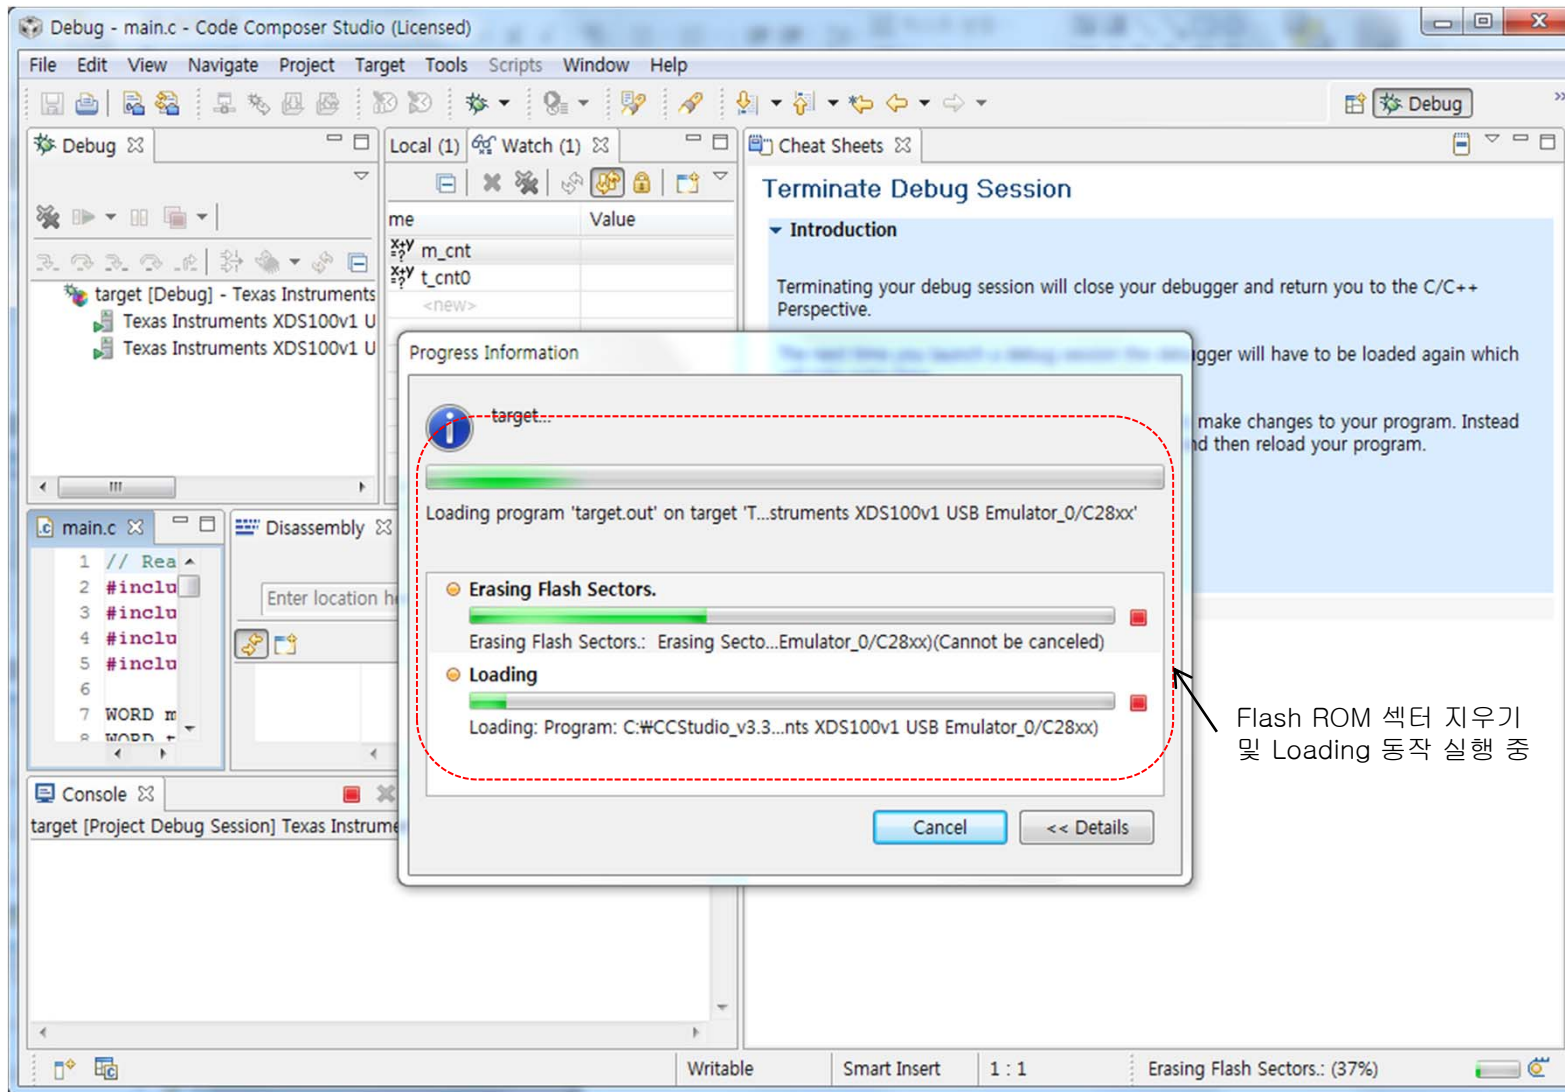 Debug - main.c - Code Composer Studio (Licensed)
File Edit View Navigate Project Target Tools Scripts Window Help
Debug
Debug
Local (1) Watch (1)
Cheat Sheets
me Value
m_cnt
t_cnt0
<new>
target [Debug] - Texas Instruments
Texas Instruments XDS100v1 U
Texas Instruments XDS100v1 U
Terminate Debug Session
Introduction
Terminating your debug session will close your debugger and return you to the C/C++
Perspective.
gger will have to be loaded again which
make changes to your program. Instead
nd then reload your program.
Progress Information
target...
Loading program 'target.out' on target 'T...struments XDS100v1 USB Emulator_0/C28xx'
Erasing Flash Sectors.
Erasing Flash Sectors.: Erasing Secto...Emulator_0/C28xx)(Cannot be canceled)
Loading
Loading: Program: C:₩CCStudio_v3.3...nts XDS100v1 USB Emulator_0/C28xx)
Cancel
<< Details
Flash ROM 섹터 지우기
및 Loading 동작 실행 중
main.c
1 // Rea
2 #inclu
3 #inclu
4 #inclu
5 #inclu
6
7 WORD m
8 WORD t
Disassembly
Enter location he
Console
target [Project Debug Session] Texas Instrume
Writable
Smart Insert
1 : 1
Erasing Flash Sectors.: (37%)